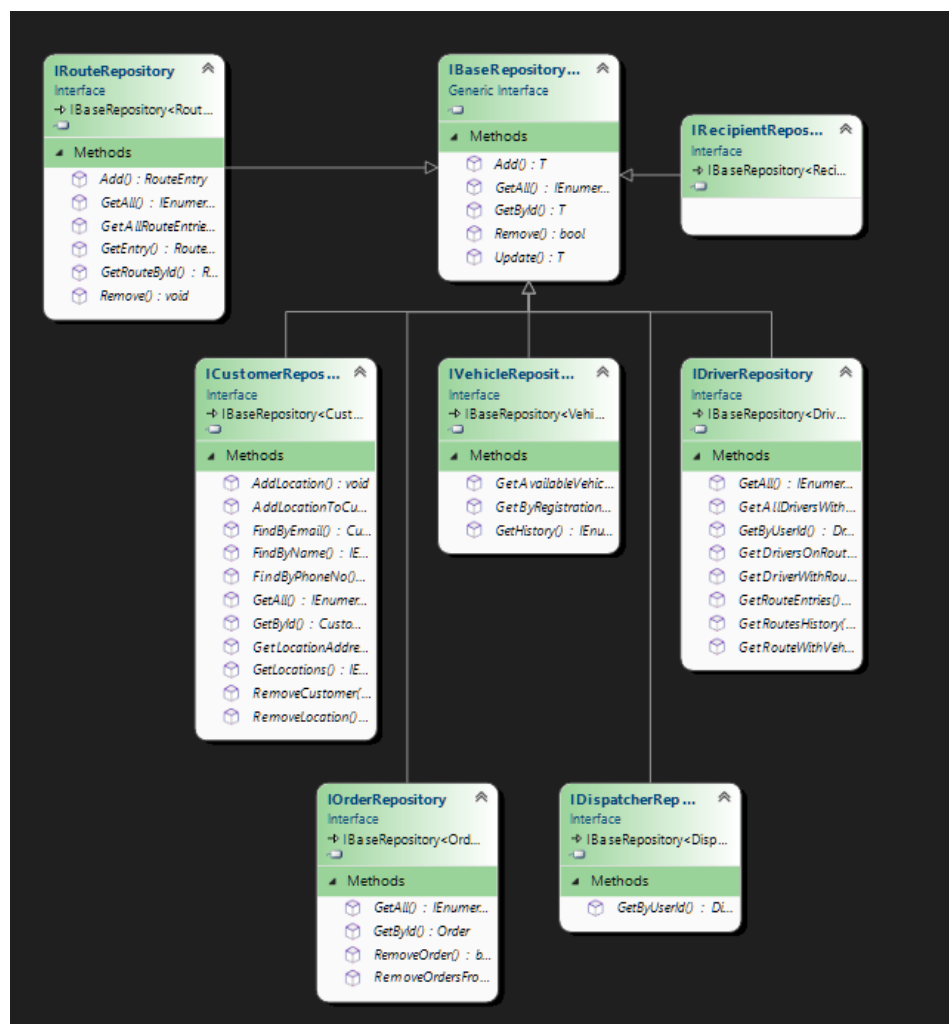 IRouteRepository
Interface
IBaseRepository<Rout...
Methods
Add() : RouteEntry
GetAll() : IEnumer...
GetAllRouteEntrie...
GetEntry() : Route...
GetRouteById() : R...
Remove() : void
IBaseRepository...
Generic Interface
Methods
Add() : T
GetAll() : IEnumer...
GetById() : T
Remove() : bool
Update() : T
IRecipientRepos...
Interface
IBaseRepository<Reci...
ICustomerRepos...
Interface
IBaseRepository<Cust...
Methods
AddLocation() : void
AddLocationToCu...
FindByEmail() : Cu...
FindByName() : IE...
FindByPhoneNo()...
GetAll() : IEnumer...
GetById() : Custo...
GetLocationAddre...
GetLocations() : IE...
RemoveCustomer(...
RemoveLocation()...
IVehicleReposit...
Interface
IBaseRepository<Vehi...
Methods
GetAvailableVehic...
GetByRegistration...
GetHistory() : IEnu...
IDriverRepository
Interface
IBaseRepository<Driv...
Methods
GetAll() : IEnumer...
GetAllDriversWith...
GetByUserId() : Dr...
GetDriversOnRout...
GetDriverWithRou...
GetRouteEntries()...
GetRoutesHistory(...
GetRouteWithVeh...
IOrderRepository
Interface
IBaseRepository<Ord...
Methods
GetAll() : IEnumer...
GetById() : Order
RemoveOrder() : b...
RemoveOrdersFro...
IDispatcherRep...
Interface
IBaseRepository<Disp...
Methods
GetByUserId() : Di...